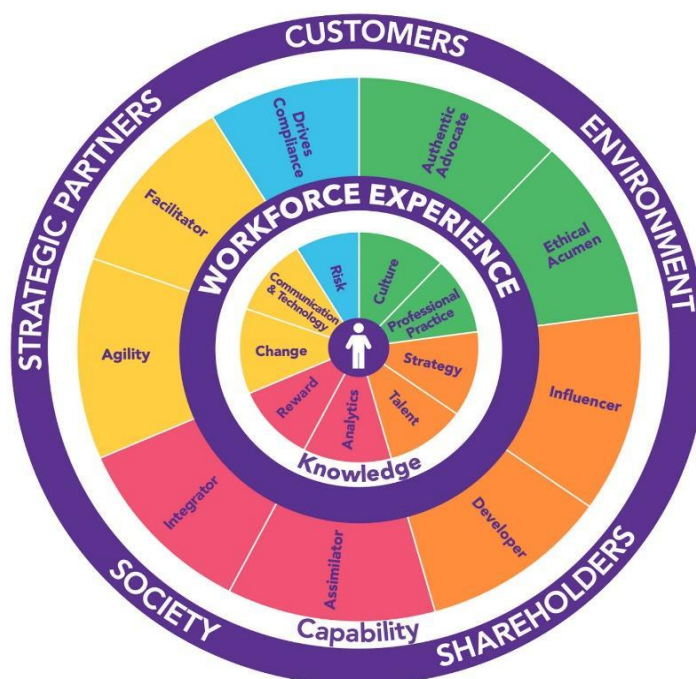 CUSTOMERS
ENVIRONMENT
SHAREHOLDERS
SOCIETY
STRATEGIC PARTNERS
Drives
Compliance
Authentic
Advocate
Ethical
Acumen
Influencer
Developer
Assimilator
Integrator
Agility
Facilitator
Capability
WORKFORCE EXPERIENCE
Risk
Culture
Professional
Practice
Strategy
Talent
Analytics
Reward
Change
Communication
& Technology
Knowledge